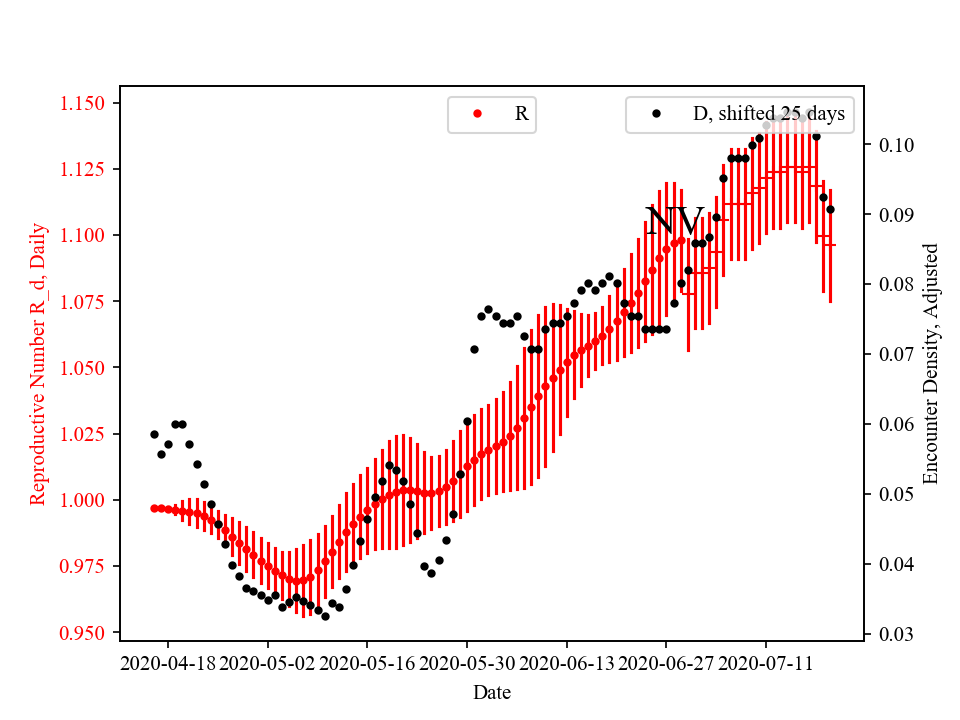 R
D, shifted 25 days
1.150
1.125
1.100
1.075
1.050
1.025
1.000
0.975
0.950
Reproductive Number R_d, Daily
NV
0.10
0.09
0.08
0.07
0.06
0.05
0.04
0.03
Encounter Density, Adjusted
2020-04-18 2020-05-02 2020-05-16 2020-05-30 2020-06-13 2020-06-27 2020-07-11
Date